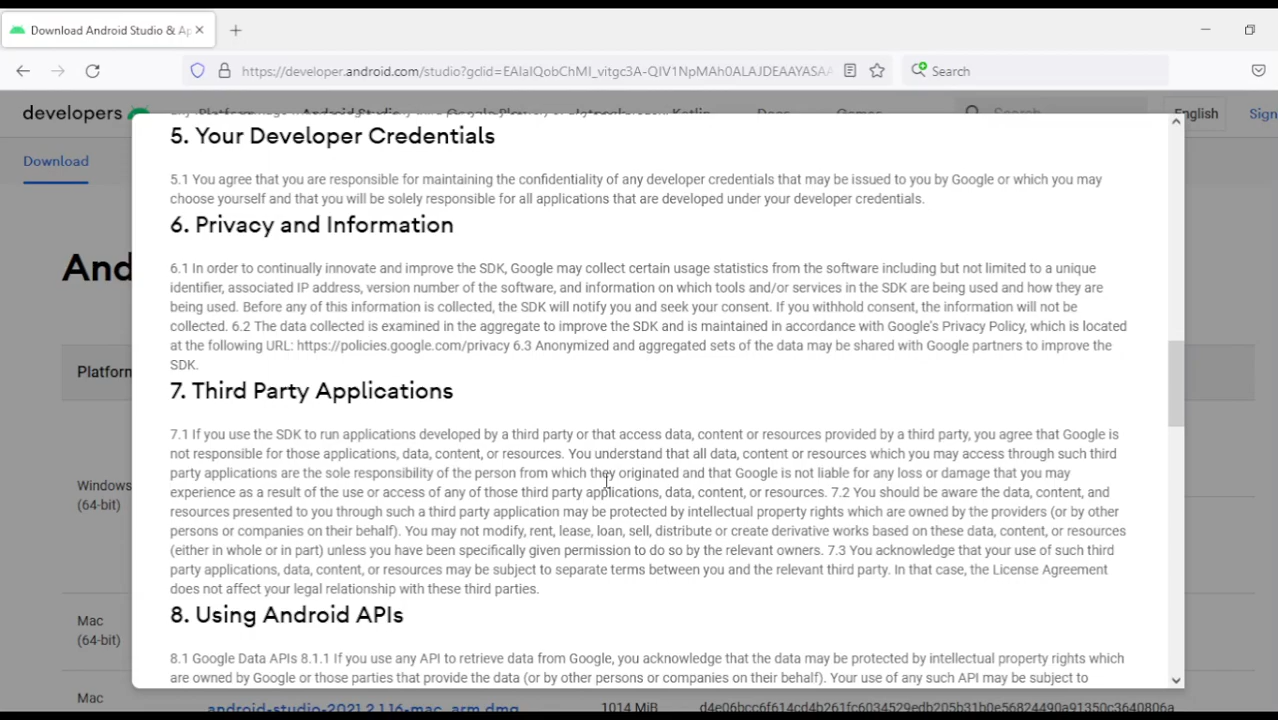 Download Android Studio & Ap
https://developer.android.com/studio?gclid=EAIaIQobChMI_vitgc3A-QIV1NpMAh0ALAJDEAAYASAA
Search
developers
Platform
Android Studio
Google Play
Jetpack
Kotlin
Docs
Games
Search
English
Sign
Download
5. Your Developer Credentials
5.1 You agree that you are responsible for maintaining the confidentiality of any developer credentials that may be issued to you by Google or which you may
choose yourself and that you will be solely responsible for all applications that are developed under your developer credentials.
6. Privacy and Information
And
6.1 In order to continually innovate and improve the SDK, Google may collect certain usage statistics from the software including but not limited to a unique
identifier, associated IP address, version number of the software, and information on which tools and/or services in the SDK are being used and how they are
being used. Before any of this information is collected, the SDK will notify you and seek your consent. If you withhold consent, the information will not be
collected. 6.2 The data collected is examined in the aggregate to improve the SDK and is maintained in accordance with Google's Privacy Policy, which is located
at the following URL: https://policies.google.com/privacy 6.3 Anonymized and aggregated sets of the data may be shared with Google partners to improve the
SDK.
Platform
7. Third Party Applications
7.1 If you use the SDK to run applications developed by a third party or that access data, content or resources provided by a third party, you agree that Google is
not responsible for those applications, data, content, or resources. You understand that all data, content or resources which you may access through such third
party applications are the sole responsibility of the person from which they originated and that Google is not liable for any loss or damage that you may
experience as a result of the use or access of any of those third party applications, data, content, or resources. 7.2 You should be aware the data, content, and
resources presented to you through such a third party application may be protected by intellectual property rights which are owned by the providers (or by other
persons or companies on their behalf). You may not modify, rent, lease, loan, sell, distribute or create derivative works based on these data, content, or resources
(either in whole or in part) unless you have been specifically given permission to do so by the relevant owners. 7.3 You acknowledge that your use of such third
party applications, data, content, or resources may be subject to separate terms between you and the relevant third party. In that case, the License Agreement
does not affect your legal relationship with these third parties.
Windows
(64-bit)
8. Using Android APIs
Mac
(64-bit)
8.1 Google Data APIs 8.1.1 If you use any API to retrieve data from Google, you acknowledge that the data may be protected by intellectual property rights which
are owned by Google or those parties that provide the data (or by other persons or companies on their behalf). Your use of any such API may be subject to
Mac
android-studio-2021.2.1.16-mac_arm.dmg
1014 MiB
d4e06bcc6f614cd4b261fc6034529edb205b31b0e56824490a91350c3640806a